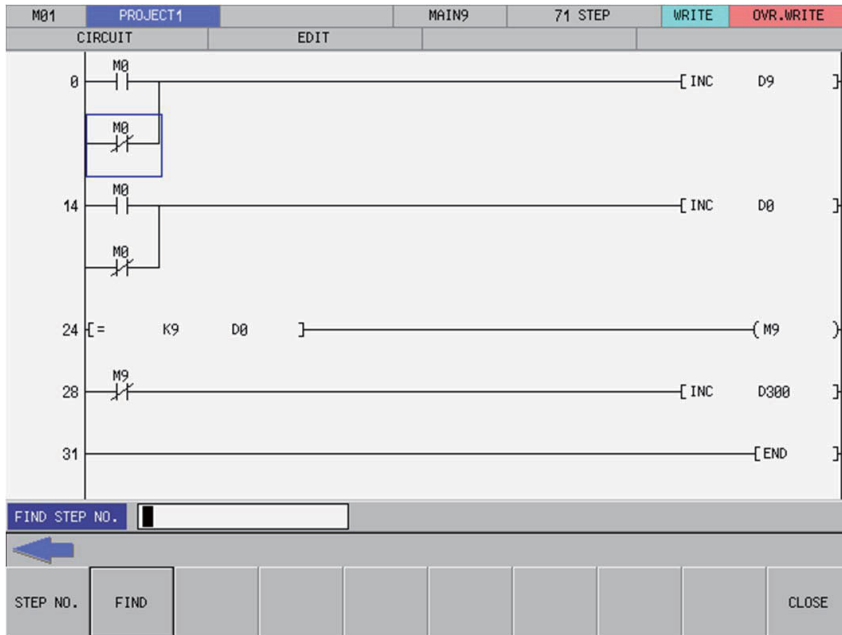 M01 PROJECT1 MAIN9 71 STEP WRITE OVR.WRITE
CIRCUIT EDIT
M0
0 INC D9
M0
M0
14 INC D0
M0
24 = K9 D0 M9
M9
28 INC D300
31 END
FIND STEP NO.
STEP NO. FIND CLOSE